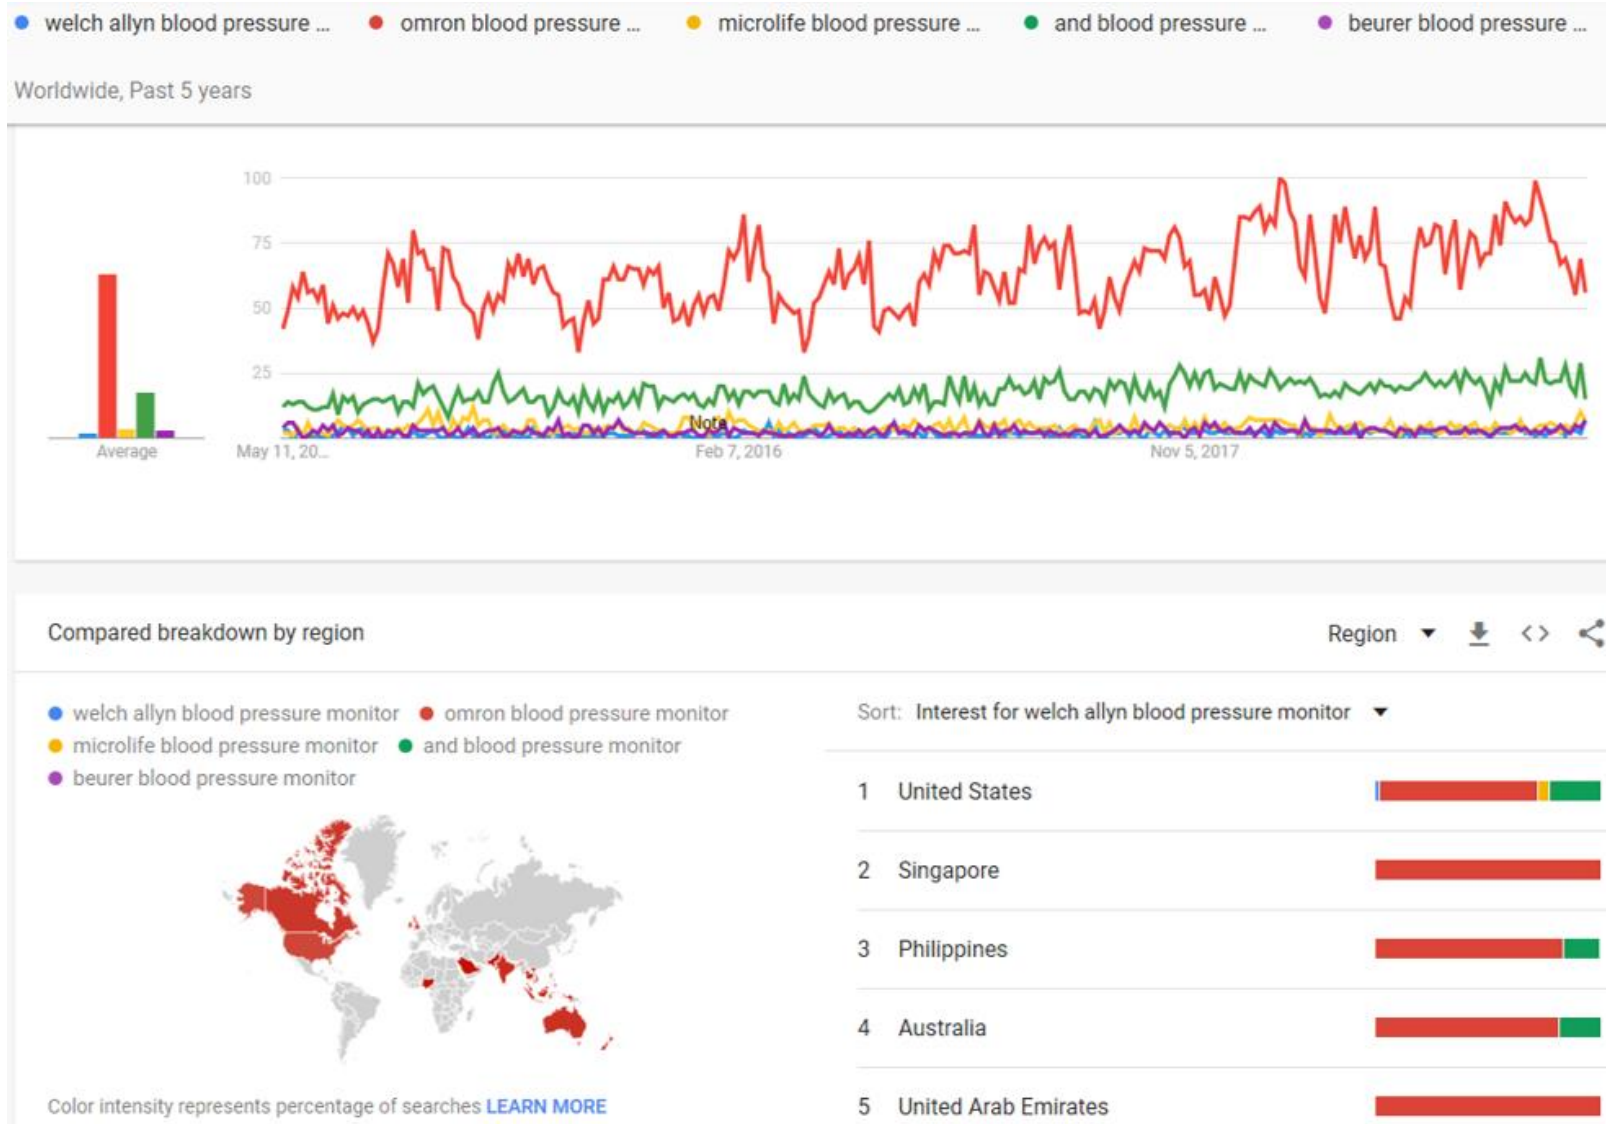 welch allyn blood pressure ... omron blood pressure ... microlife blood pressure ... and blood pressure ... beurer blood pressure ...
Worldwide, Past 5 years
100
75
50
25
Note
Average May 11, 20... Feb 7, 2016 Nov 5, 2017
Compared breakdown by region
Region
welch allyn blood pressure monitor omron blood pressure monitor
microlife blood pressure monitor and blood pressure monitor
beurer blood pressure monitor
Sort: Interest for welch allyn blood pressure monitor
1 United States
2 Singapore
3 Philippines
4 Australia
5 United Arab Emirates
Color intensity represents percentage of searches LEARN MORE